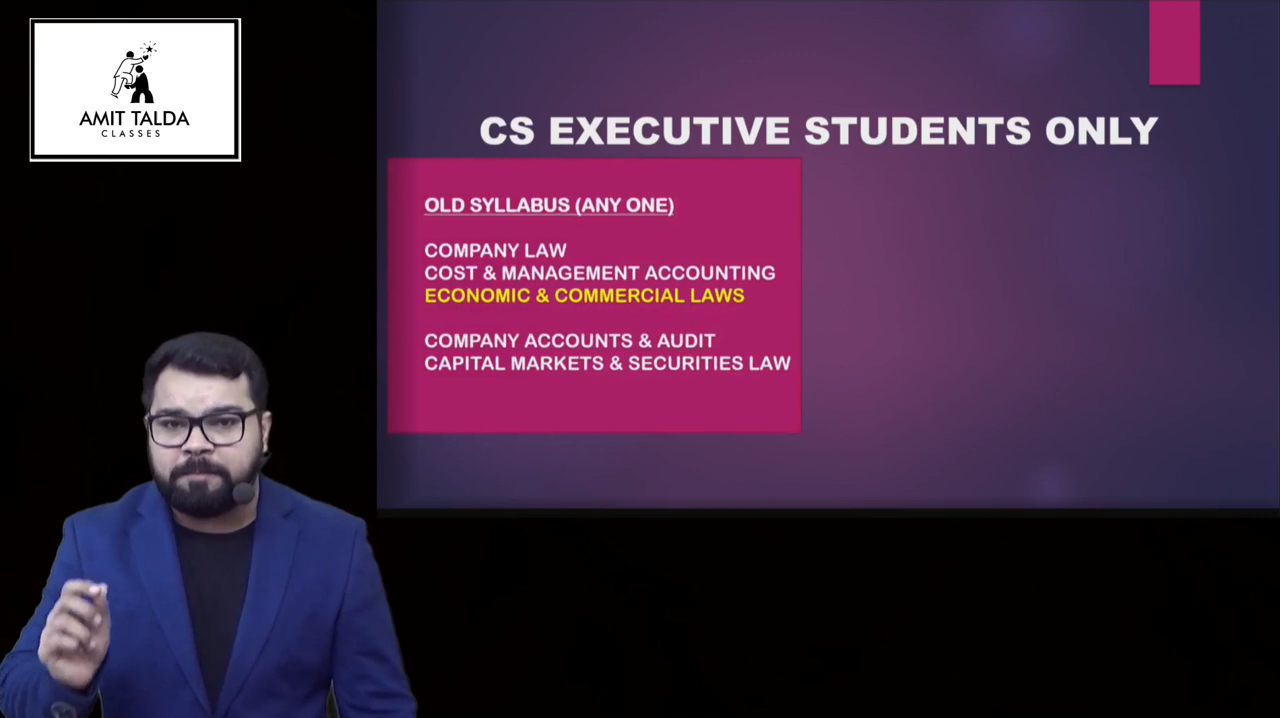 AMIT TALDA
CLASSES
CS EXECUTIVE STUDENTS ONLY
OLD SYLLABUS (ANY ONE)
COMPANY LAW
COST & MANAGEMENT ACCOUNTING
ECONOMIC & COMMERCIAL LAWS
COMPANY ACCOUNTS & AUDIT
CAPITAL MARKETS & SECURITIES LAW